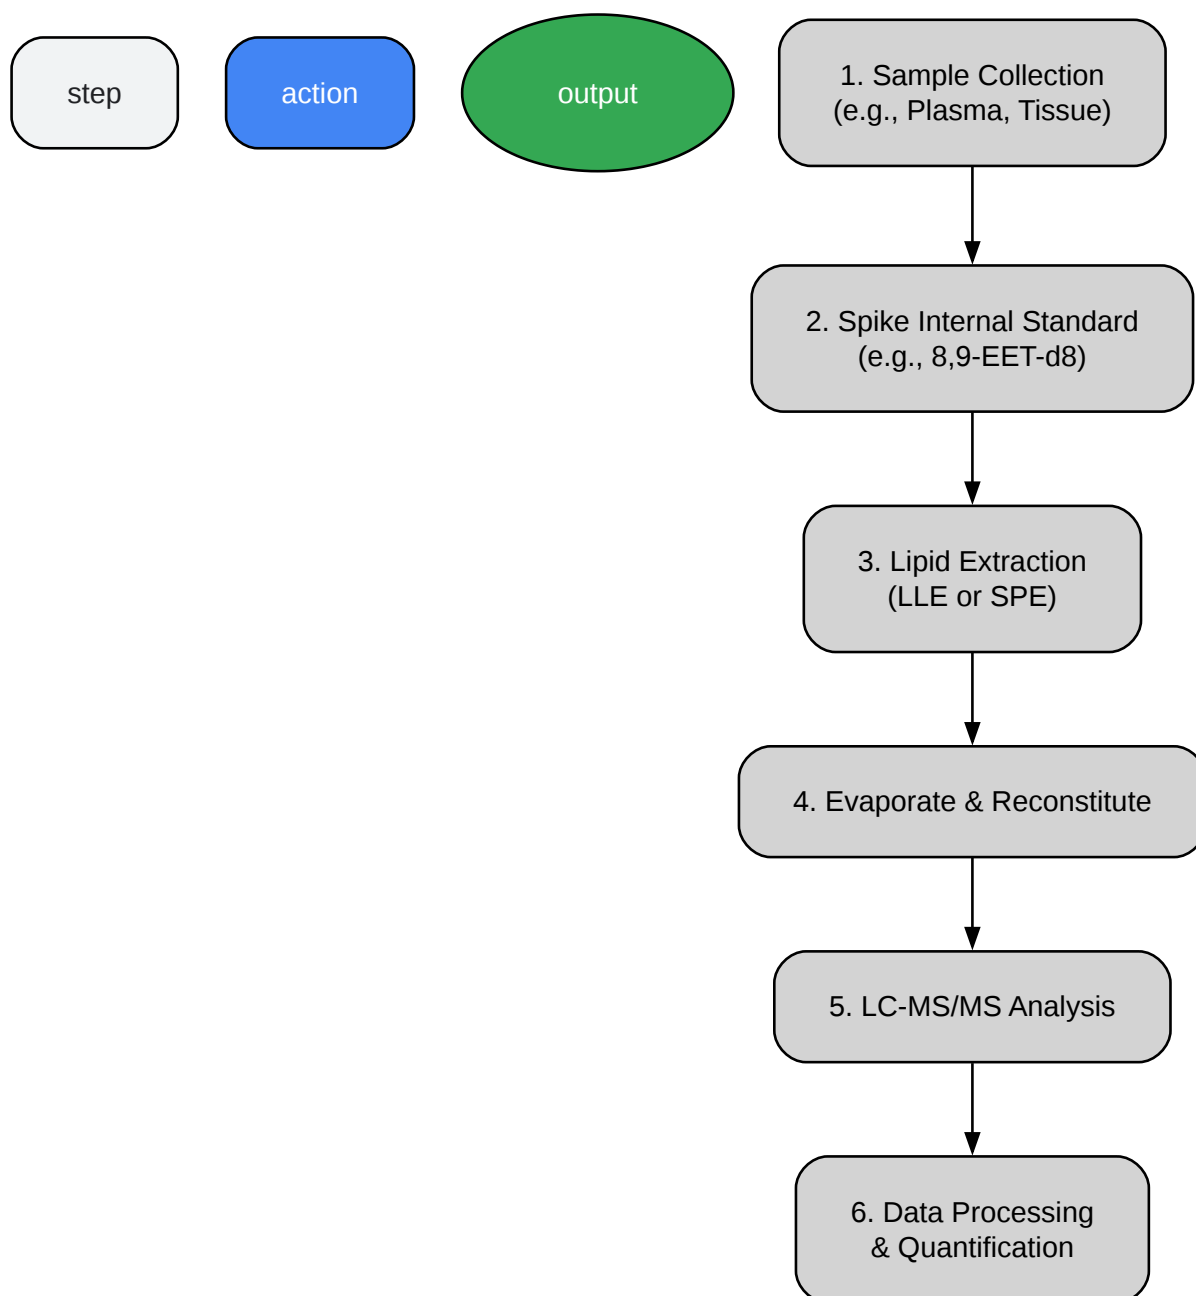 step
action
output
1. Sample Collection
(e.g., Plasma, Tissue)
2. Spike Internal Standard
(e.g., 8,9-EET-d8)
3. Lipid Extraction
(LLE or SPE)
4. Evaporate & Reconstitute
5. LC-MS/MS Analysis
6. Data Processing
& Quantification